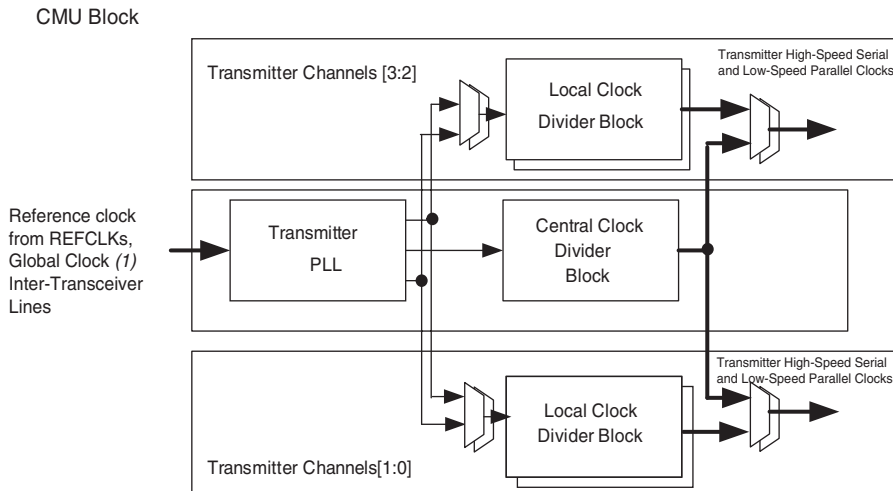 CMU Block
Transmitter Channels [3:2]
Local Clock
Divider Block
Transmitter High-Speed Serial
and Low-Speed Parallel Clocks
Reference clock
from REFCLKs,
Global Clock (1)
Inter-Transceiver
Lines
Transmitter
PLL
Central Clock
Divider
Block
Transmitter High-Speed Serial
and Low-Speed Parallel Clocks
Local Clock
Divider Block
Transmitter Channels[1:0]